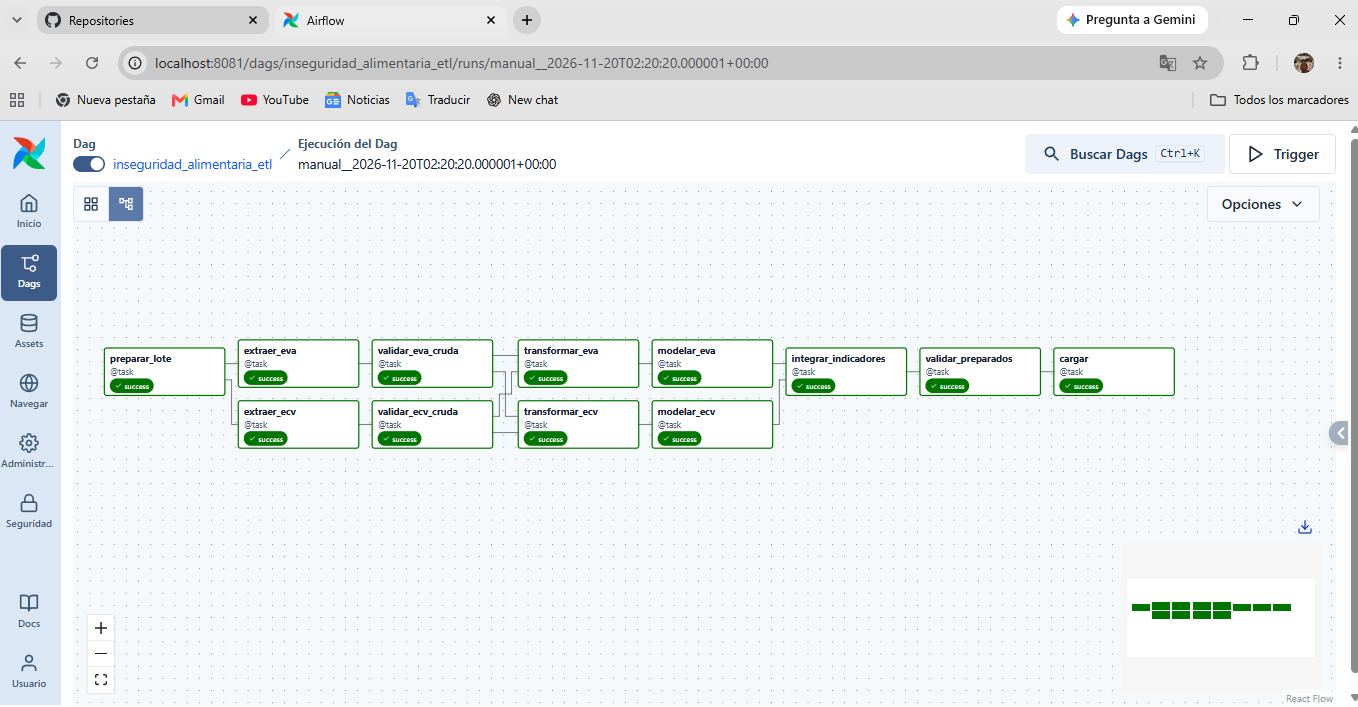 Repositories
Airflow
Pregunta a Gemini
localhost:8081/dags/inseguridad_alimentaria_etl/runs/manual__2026-11-20T02:20:20.000001+00:00
Nueva pestaña
Gmail
YouTube
Noticias
Traducir
New chat
Todos los marcadores
Dag
inseguridad_alimentaria_etl
Ejecución del Dag
manual__2026-11-20T02:20:20.000001+00:00
Buscar Dags Ctrl+K
Trigger
Opciones
Inicio
Dags
Assets
Navegar
Administr...
Seguridad
Docs
Usuario
preparar_lote
@task
success
extraer_eva
@task
success
extraer_ecv
@task
success
validar_eva_cruda
@task
success
validar_ecv_cruda
@task
success
transformar_eva
@task
success
transformar_ecv
@task
success
modelar_eva
@task
success
modelar_ecv
@task
success
integrar_indicadores
@task
success
validar_preparados
@task
success
cargar
@task
success
React Flow